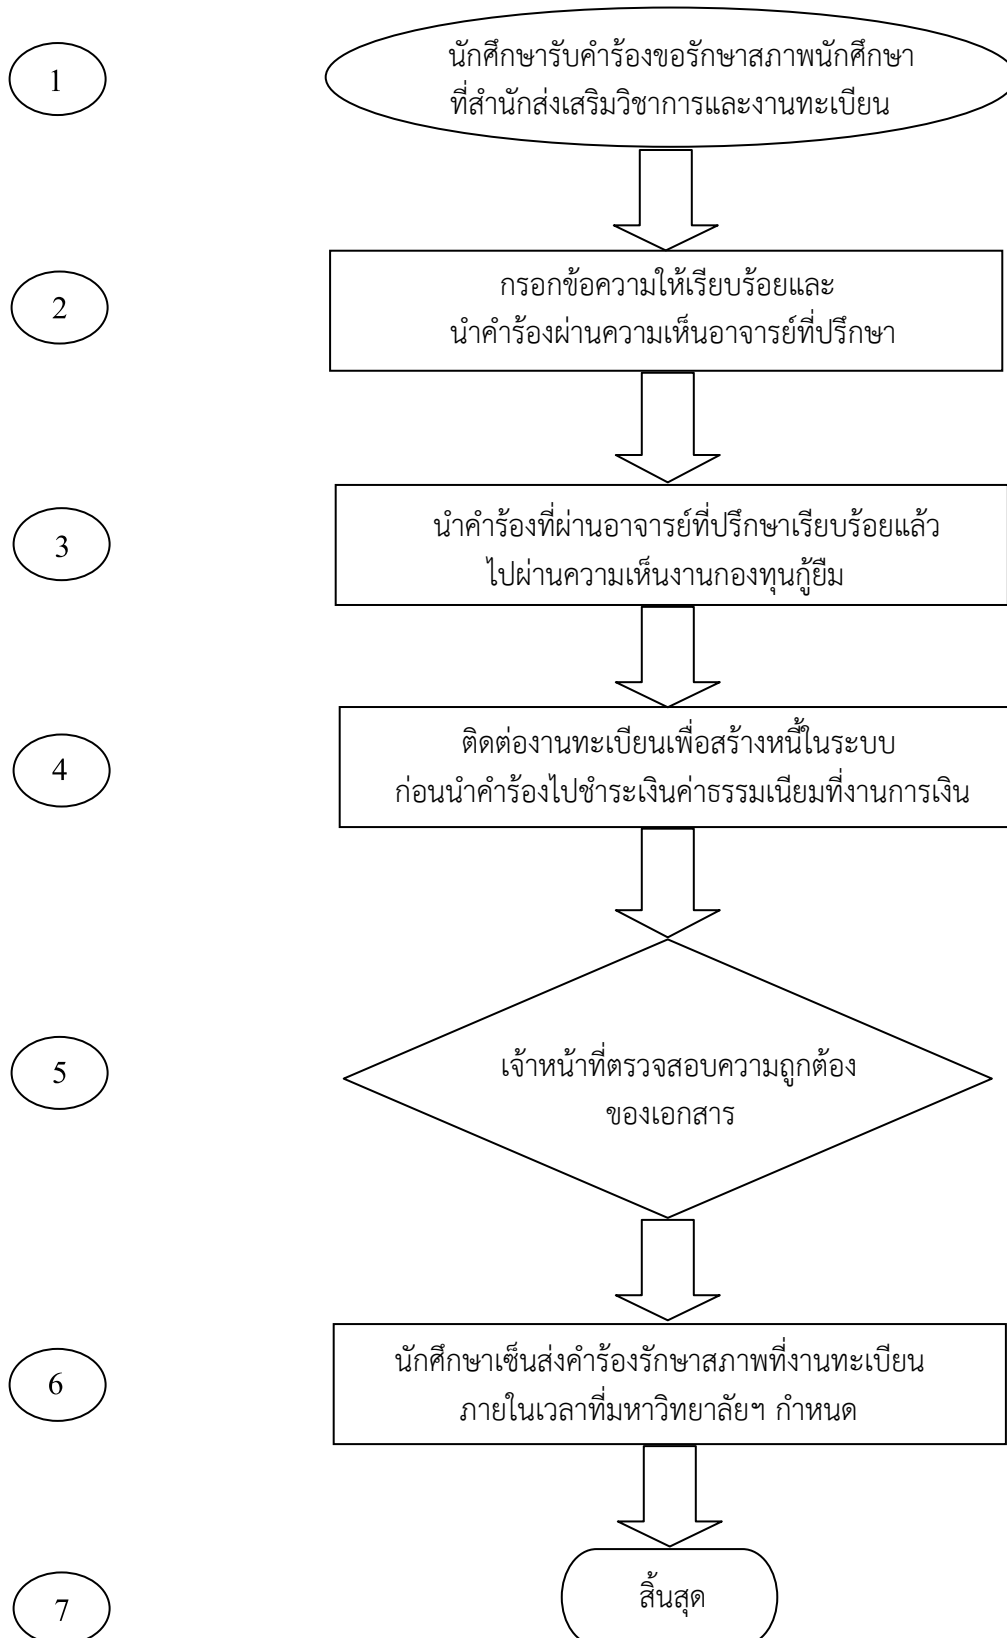 1
นักศึกษารับคำร้องขอรักษาสภาพนักศึกษา
ที่สำนักส่งเสริมวิชาการและงานทะเบียน
2
กรอกข้อความให้เรียบร้อยและ
นำคำร้องผ่านความเห็นอาจารย์ที่ปรึกษา
3
นำคำร้องที่ผ่านอาจารย์ที่ปรึกษาเรียบร้อยแล้ว
ไปผ่านความเห็นงานกองทุนกู้ยืม
4
ติดต่องานทะเบียนเพื่อสร้างหนี้ในระบบ
ก่อนนำคำร้องไปชำระเงินค่าธรรมเนียมที่งานการเงิน
5
เจ้าหน้าที่ตรวจสอบความถูกต้อง
ของเอกสาร
6
นักศึกษาเซ็นส่งคำร้องรักษาสภาพที่งานทะเบียน
ภายในเวลาที่มหาวิทยาลัยฯ กำหนด
7
สิ้นสุด